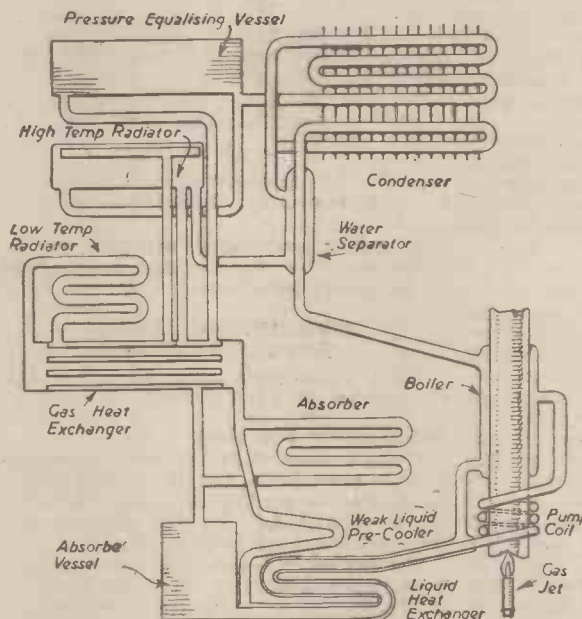 Pressure Equalising Vessel
High Temp Radiator
Condenser
Low Temp
Radiator
Water
Separator
Boiler
Gas Heat
Exchanger
Absorber
Weak Liquid
Pre-Cooler
Pump
Coil
Absorber
Vessel
Liquid
Heat
Exchanger
Gas
Jet